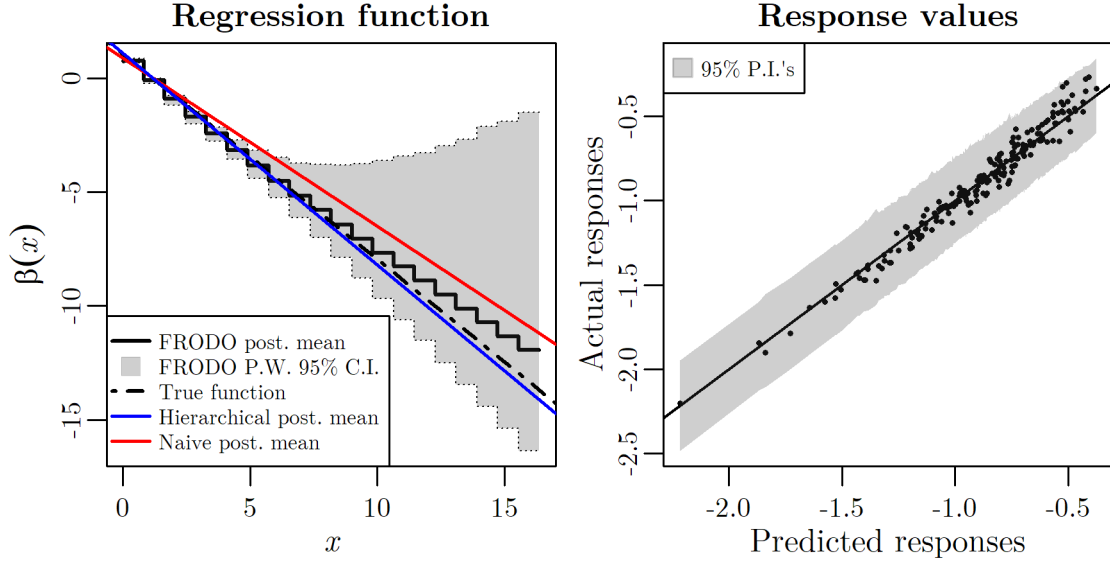 Regression function
β(x)
0
-5
-10
-15
FRODO post. mean
FRODO P.W. 95% C.I.
True function
Hierarchical post. mean
Naive post. mean
0 5 10 15
x
Response values
95% P.I.'s
Actual responses
-0.5
-1.0
-1.5
-2.0
-2.5
-2.0 -1.5 -1.0 -0.5
Predicted responses